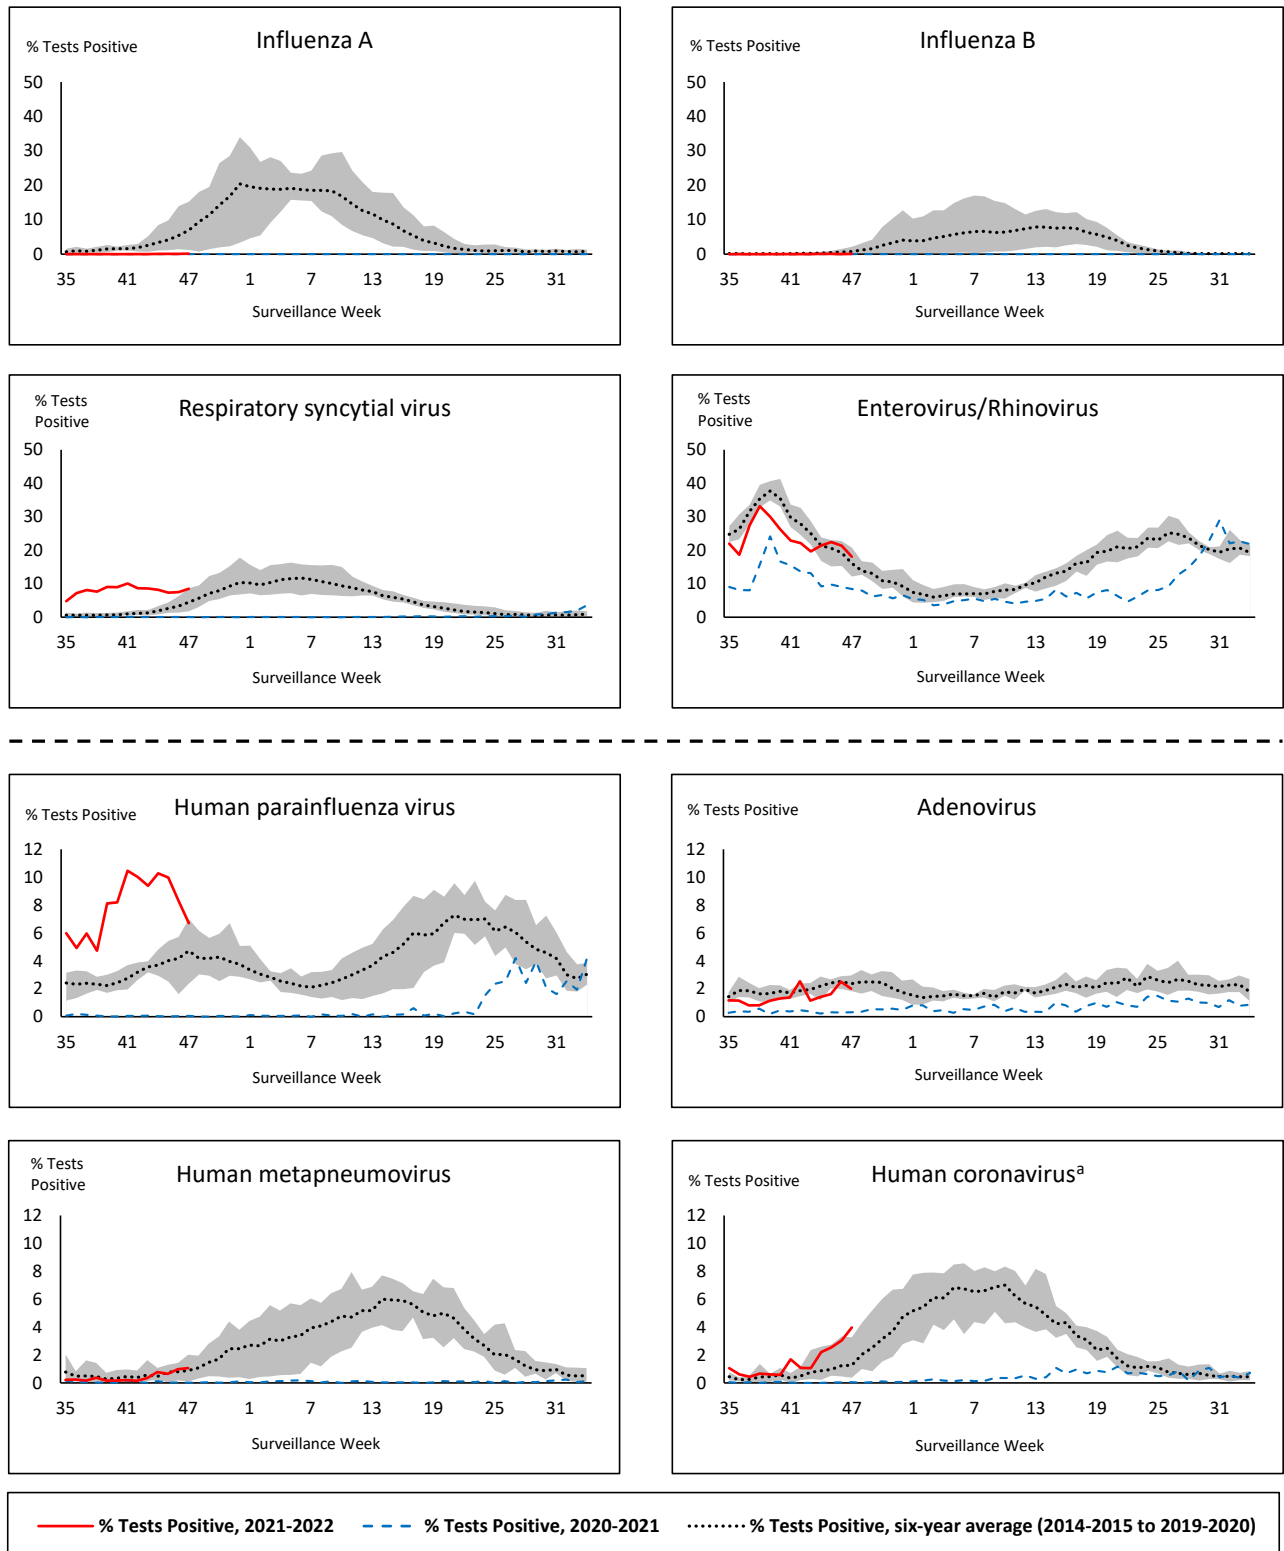 Influenza A
% Tests Positive
50
40
30
20
10
0
35 41 47 1 7 13 19 25 31
Surveillance Week
Influenza B
% Tests Positive
50
40
30
20
10
0
35 41 47 1 7 13 19 25 31
Surveillance Week
Respiratory syncytial virus
% Tests
Positive
50
40
30
20
10
0
35 41 47 1 7 13 19 25 31
Surveillance Week
Enterovirus/Rhinovirus
% Tests
Positive
50
40
30
20
10
0
35 41 47 1 7 13 19 25 31
Surveillance Week
Human parainfluenza virus
% Tests Positive
12
10
8
6
4
2
0
35 41 47 1 7 13 19 25 31
Surveillance Week
Adenovirus
% Tests Positive
12
10
8
6
4
2
0
35 41 47 1 7 13 19 25 31
Surveillance Week
Human metapneumovirus
% Tests
Positive
12
10
8
6
4
2
0
35 41 47 1 7 13 19 25 31
Surveillance Week
Human coronavirusª
% Tests Positive
12
10
8
6
4
2
0
35 41 47 1 7 13 19 25 31
Surveillance Week
% Tests Positive, 2021-2022 % Tests Positive, 2020-2021 % Tests Positive, six-year average (2014-2015 to 2019-2020)